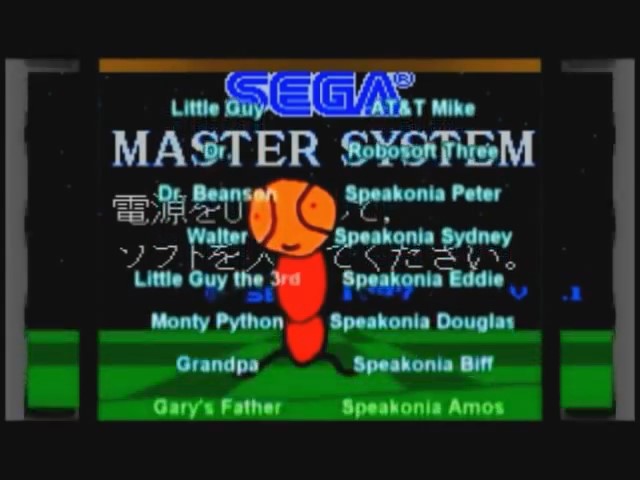 SEGA®
Little Guy AT&T Mike
MASTER SYSTEM
Dr. Robosoft Three
Dr. Beanson Speakonia Peter
電源を
Walter Speakonia Sydney
ソフトを てください。
Little Guy the 3rd Speakonia Eddie
Monty Python Speakonia Douglas
Grandpa Speakonia Biff
Gary's Father Speakonia Amos